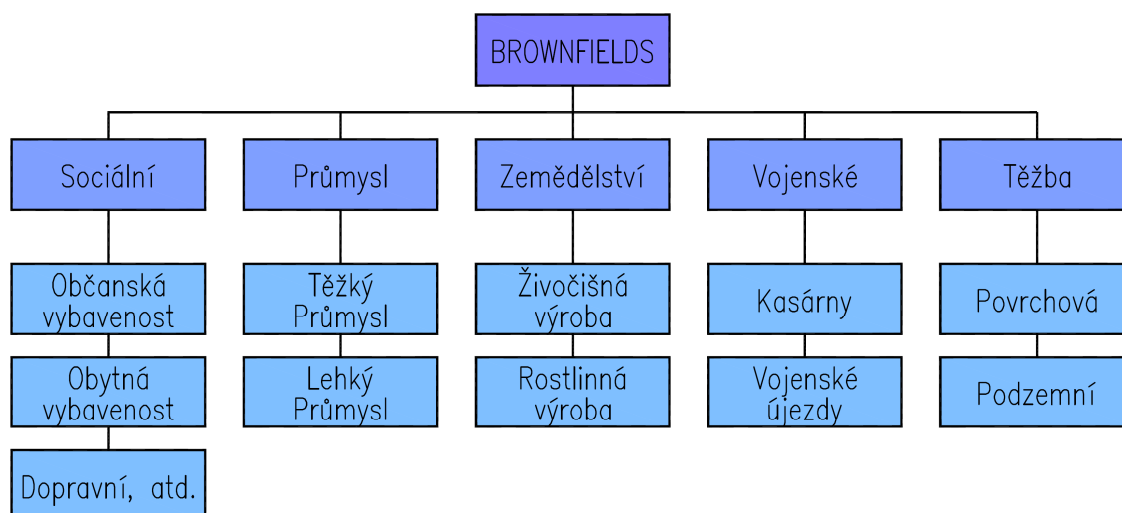 BROWNFIELDS
Sociální
Průmysl
Zemědělství
Vojenské
Těžba
Občanská
vybavenost
Těžký
Průmysl
Živočišná
výroba
Kasárny
Povrchová
Obytná
vybavenost
Lehký
Průmysl
Rostlinná
výroba
Vojenské
újezdy
Podzemní
Dopravní, atd.